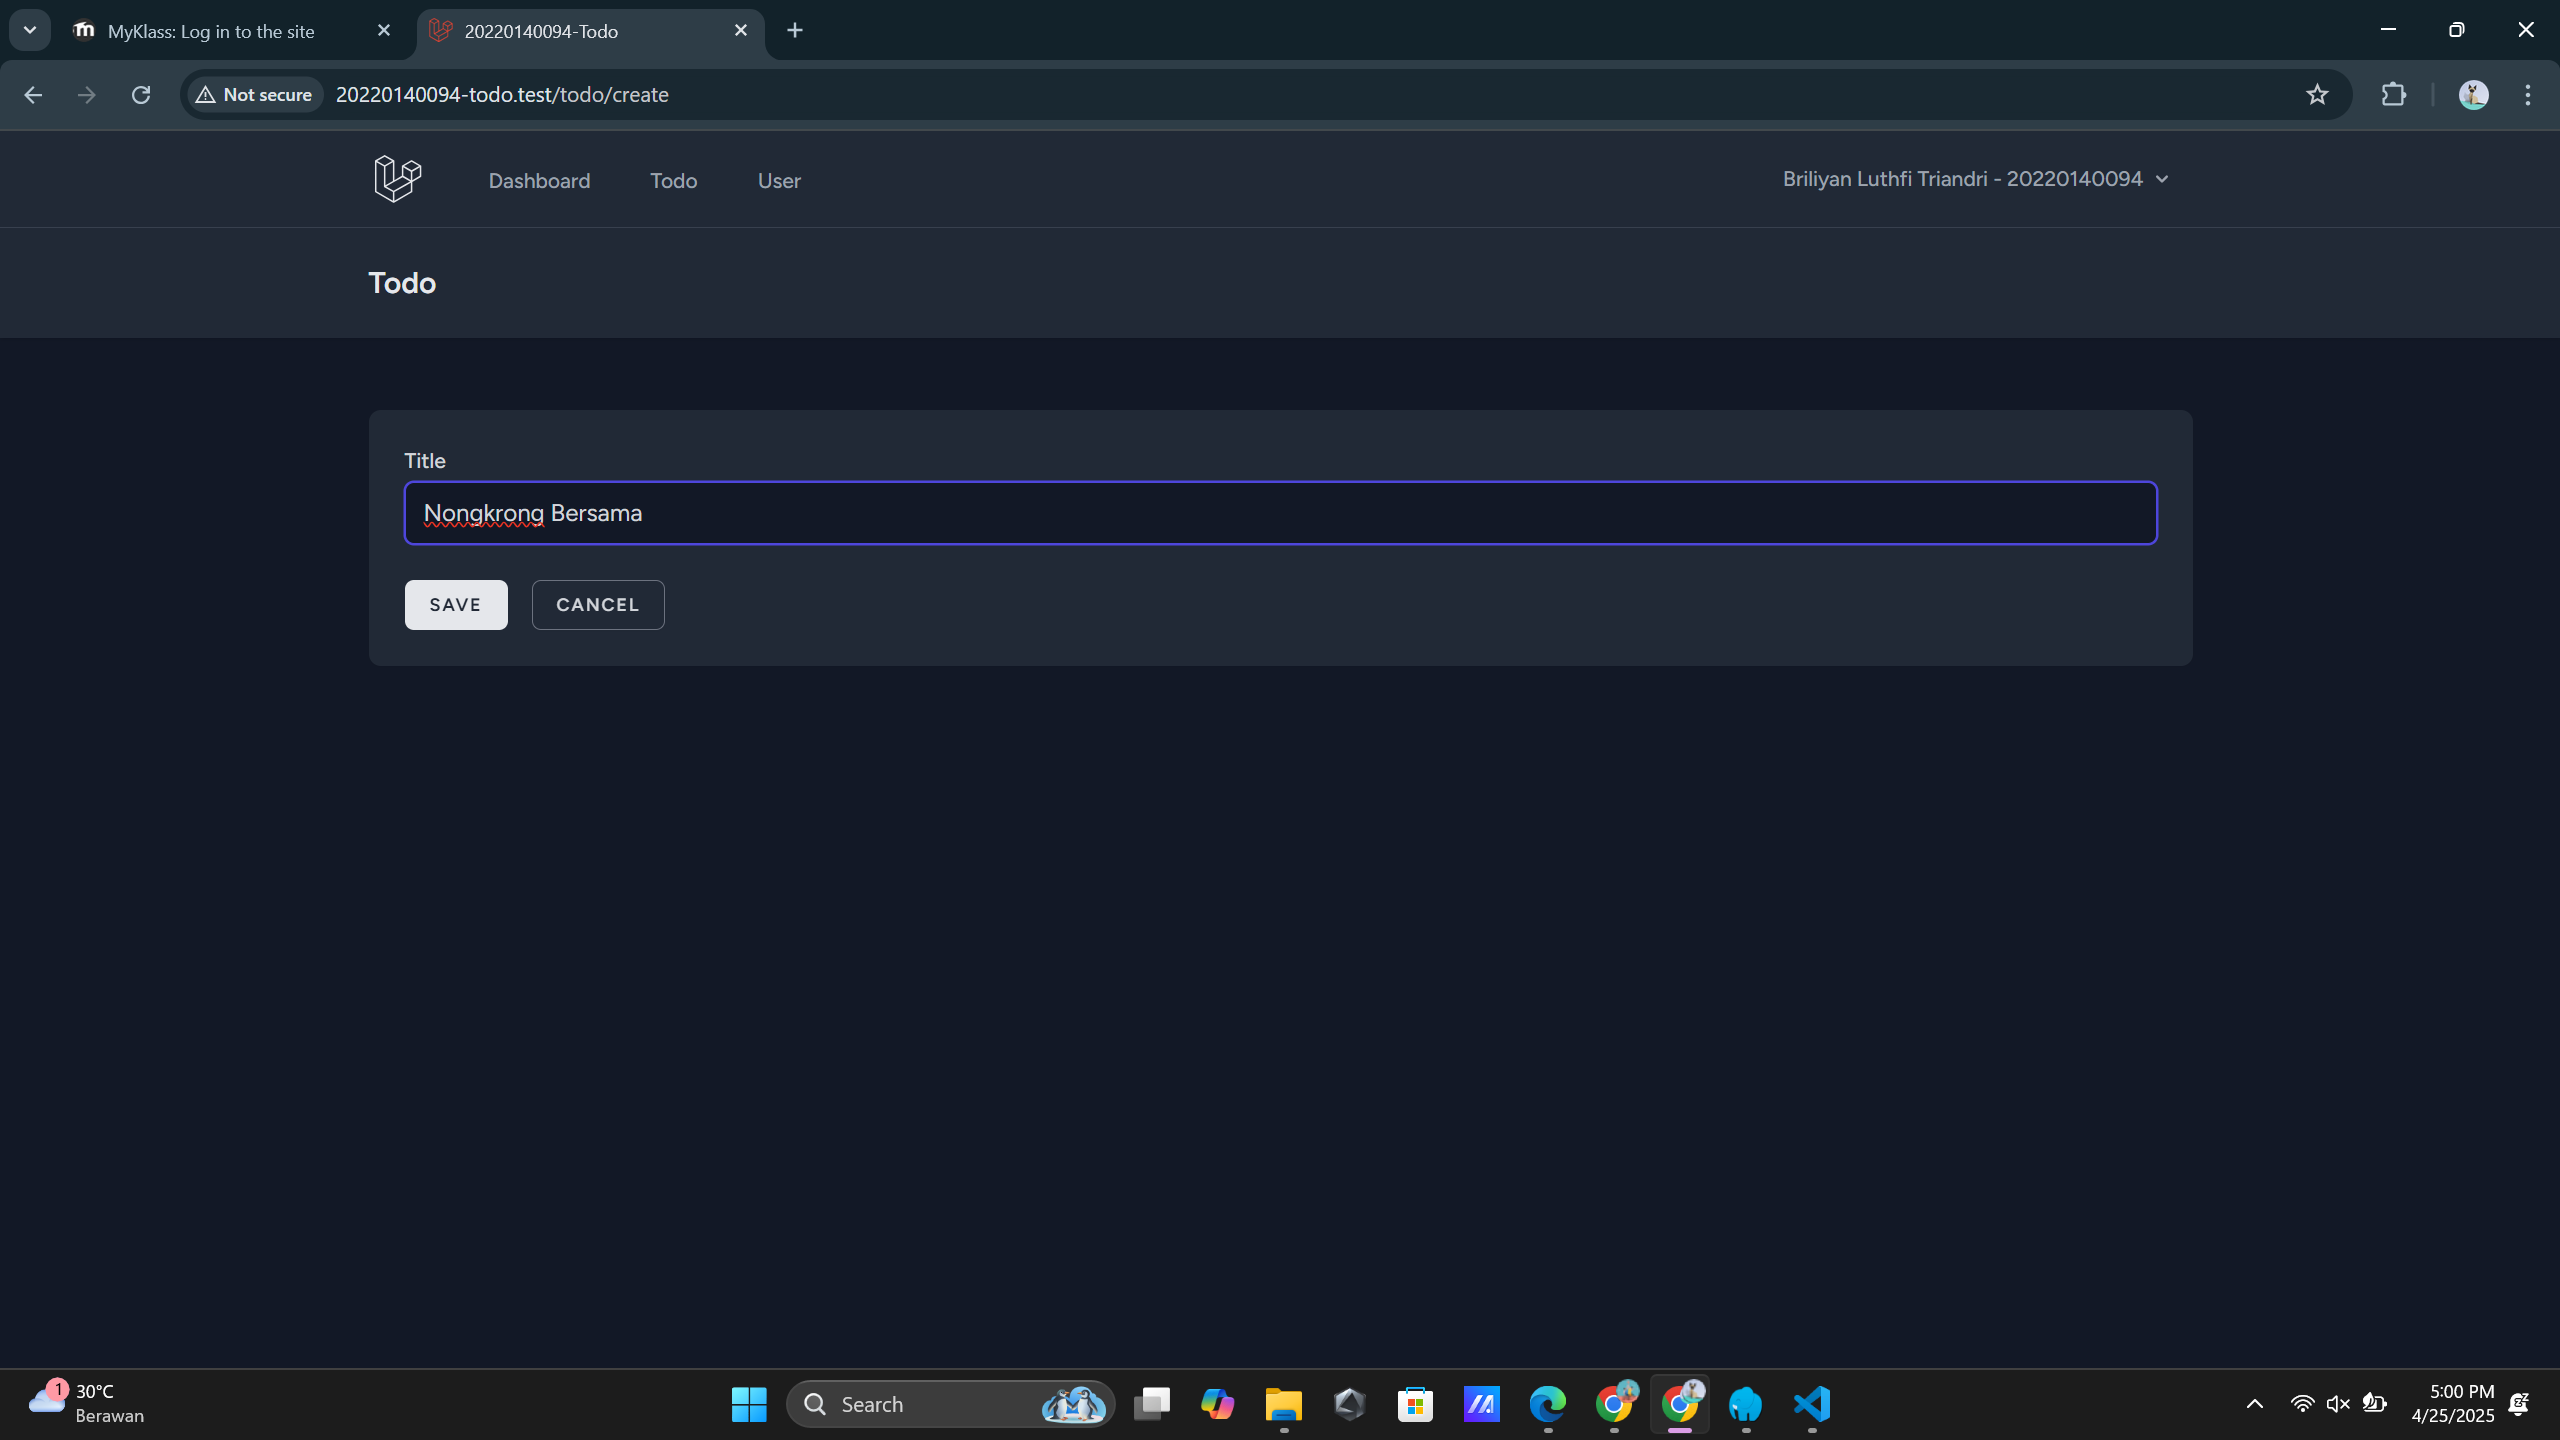 MyKlass: Log in to the site
20220140094-Todo
Not secure
20220140094-todo.test/todo/create
Dashboard
Todo
User
Briliyan Luthfi Triandri - 20220140094
Todo
Title
Nongkrong Bersama
SAVE
CANCEL
1
30°C
Berawan
Search
5:00 PM
4/25/2025